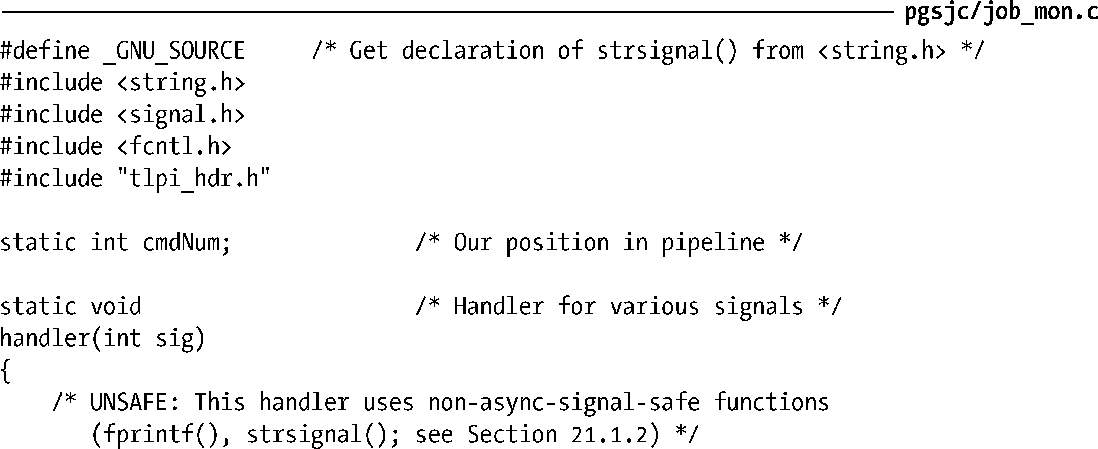 pgsjc/job_mon.c
#define _GNU_SOURCE     /* Get declaration of strsignal() from <string.h> */
#include <string.h>
#include <signal.h>
#include <fcntl.h>
#include "tlpi_hdr.h"
static int cmdNum;              /* Our position in pipeline */
static void                     /* Handler for various signals */
handler(int sig)
{
    /* UNSAFE: This handler uses non-async-signal-safe functions
       (fprintf(), strsignal(); see Section 21.1.2) */